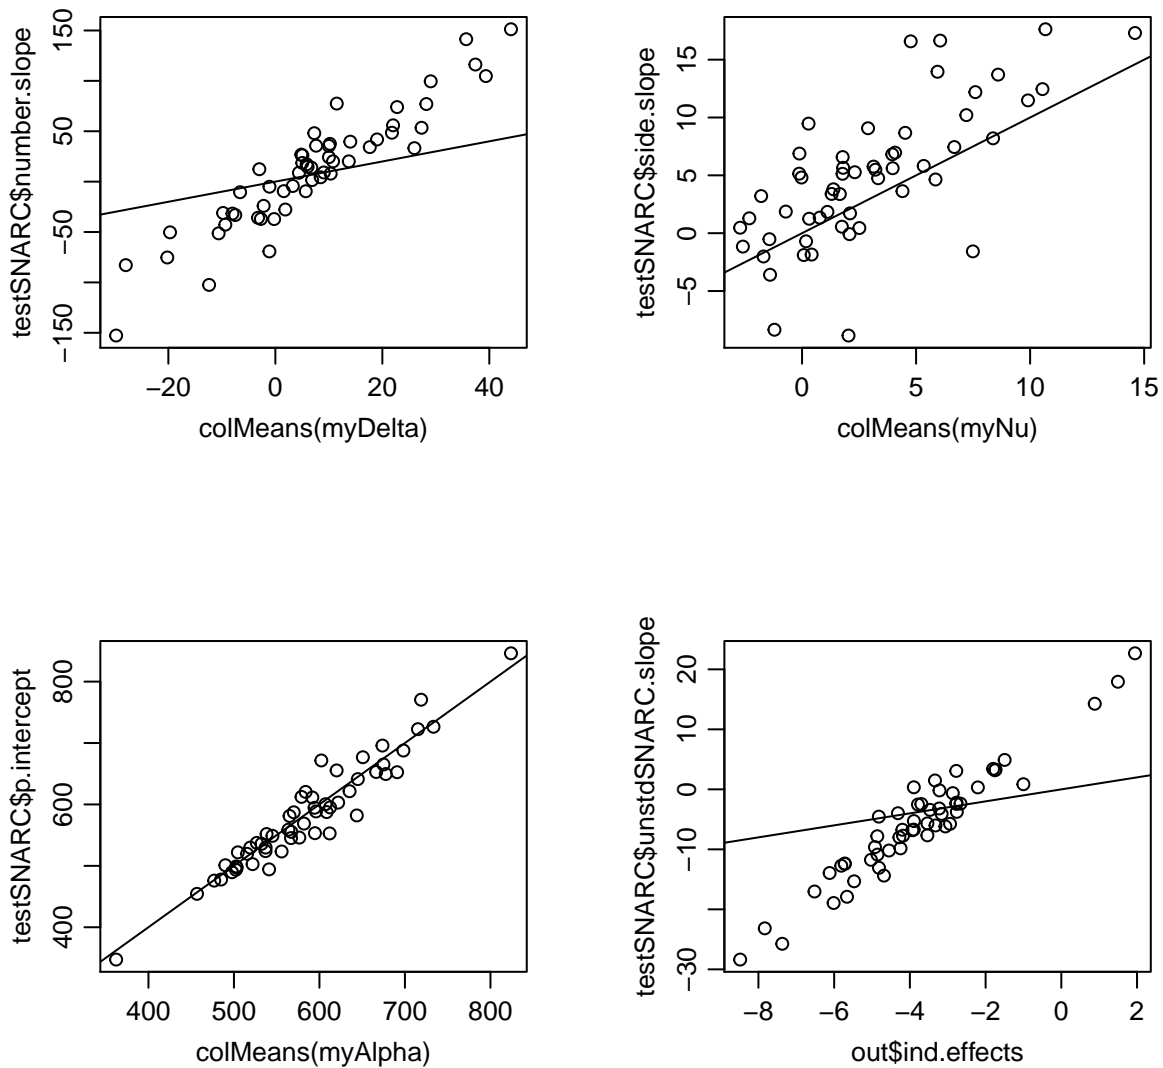 −150 −50 50 150
testSNARC$number.slope
−20 0 20 40
colMeans(myDelta)
−5 0 5 10 15
testSNARC$side.slope
0 5 10 15
colMeans(myNu)
400 600 800
testSNARC$p.intercept
400 500 600 700 800
colMeans(myAlpha)
−30 −10 0 10 20
testSNARC$unstdSNARC.slope
−8 −6 −4 −2 0 2
out$ind.effects